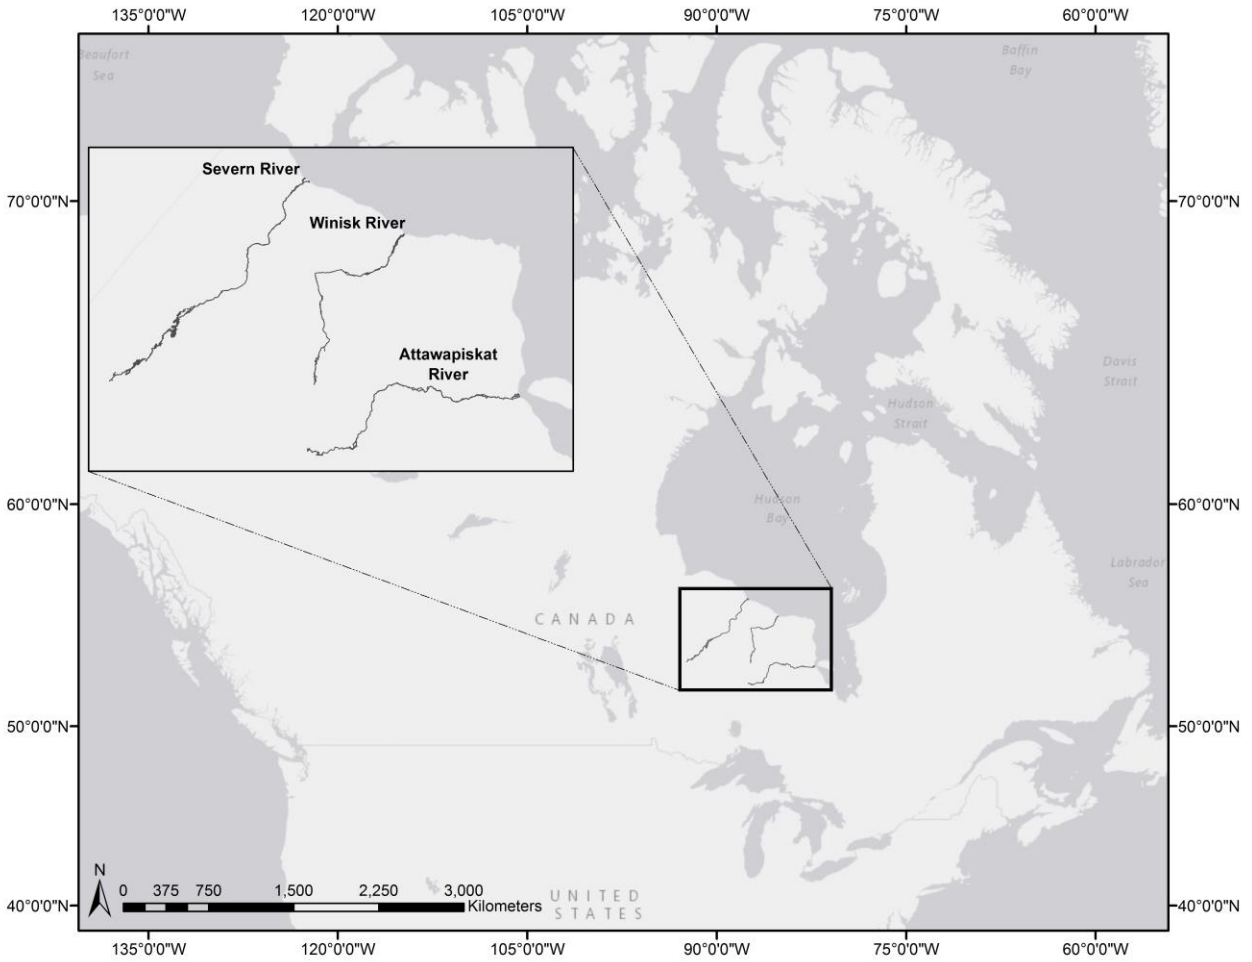 135°0'0"W 120°0'0"W 105°0'0"W 90°0'0"W 75°0'0"W 60°0'0"W
Beaufort
Sea
Baffin
Bay
Severn River
70°0'0"N 70°0'0"N
Winisk River
Attawapiskat
River
Davis
Strait
Hudson
Strait
60°0'0"N 60°0'0"N
Hudson
Bay
Labrador
Sea
CANADA
50°0'0"N 50°0'0"N
N
0 375 750 1,500 2,250 3,000
Kilometers
UNITED
STATES
40°0'0"N 40°0'0"N
135°0'0"W 120°0'0"W 105°0'0"W 90°0'0"W 75°0'0"W 60°0'0"W